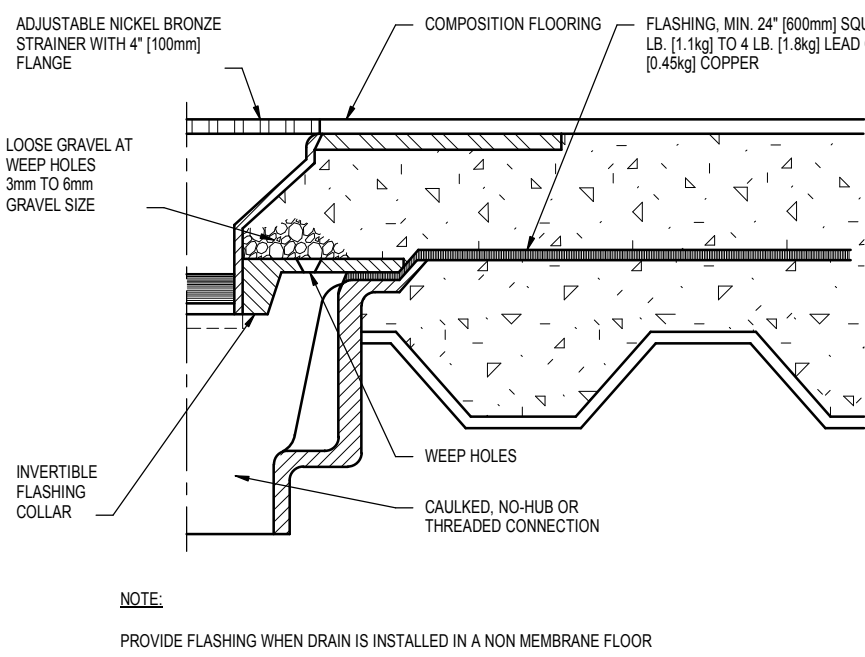 ADJUSTABLE NICKEL BRONZE
STRAINER WITH 4" [100mm]
FLANGE
COMPOSITION FLOORING
FLASHING, MIN. 24" [600mm]
LB. [1.1kg] TO 4 LB. [1.8kg] LEAD
[0.45kg] COPPER
LOOSE GRAVEL AT
WEEP HOLES
3mm TO 6mm
GRAVEL SIZE
INVERTIBLE
FLASHING
COLLAR
WEEP HOLES
CAULKED, NO-HUB OR
THREADED CONNECTION
NOTE:
PROVIDE FLASHING WHEN DRAIN IS INSTALLED IN A NON MEMBRANE FLOOR